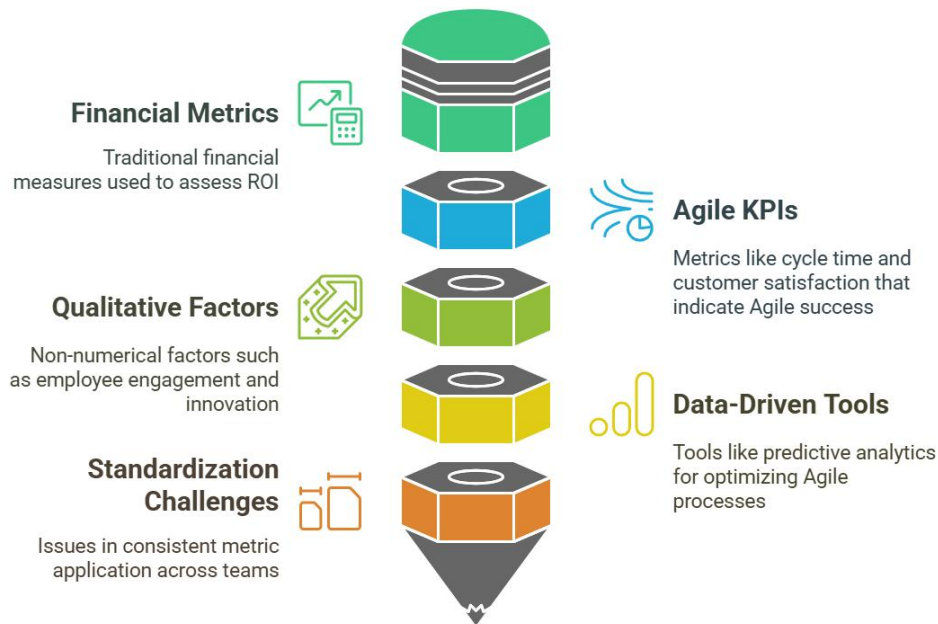 Financial Metrics
Traditional financial
measures used to assess ROI
Agile KPIs
Metrics like cycle time and
customer satisfaction that
indicate Agile success
Qualitative Factors
Non-numerical factors such
as employee engagement and
innovation
Data-Driven Tools
Tools like predictive analytics
for optimizing Agile
processes
Standardization
Challenges
Issues in consistent metric
application across teams